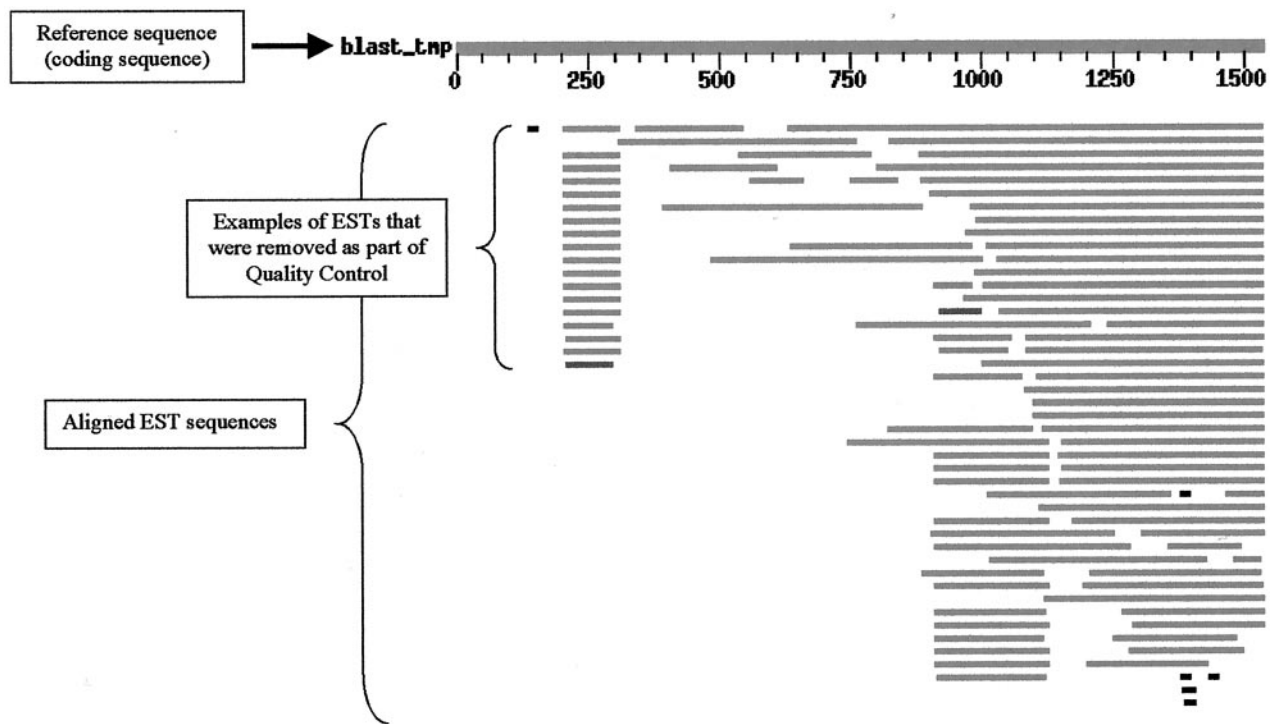 Reference sequence
(coding sequence)
blast_tmp
0 250 500 750 1000 1250 1500
Examples of ESTs that
were removed as part of
Quality Control
Aligned EST sequences